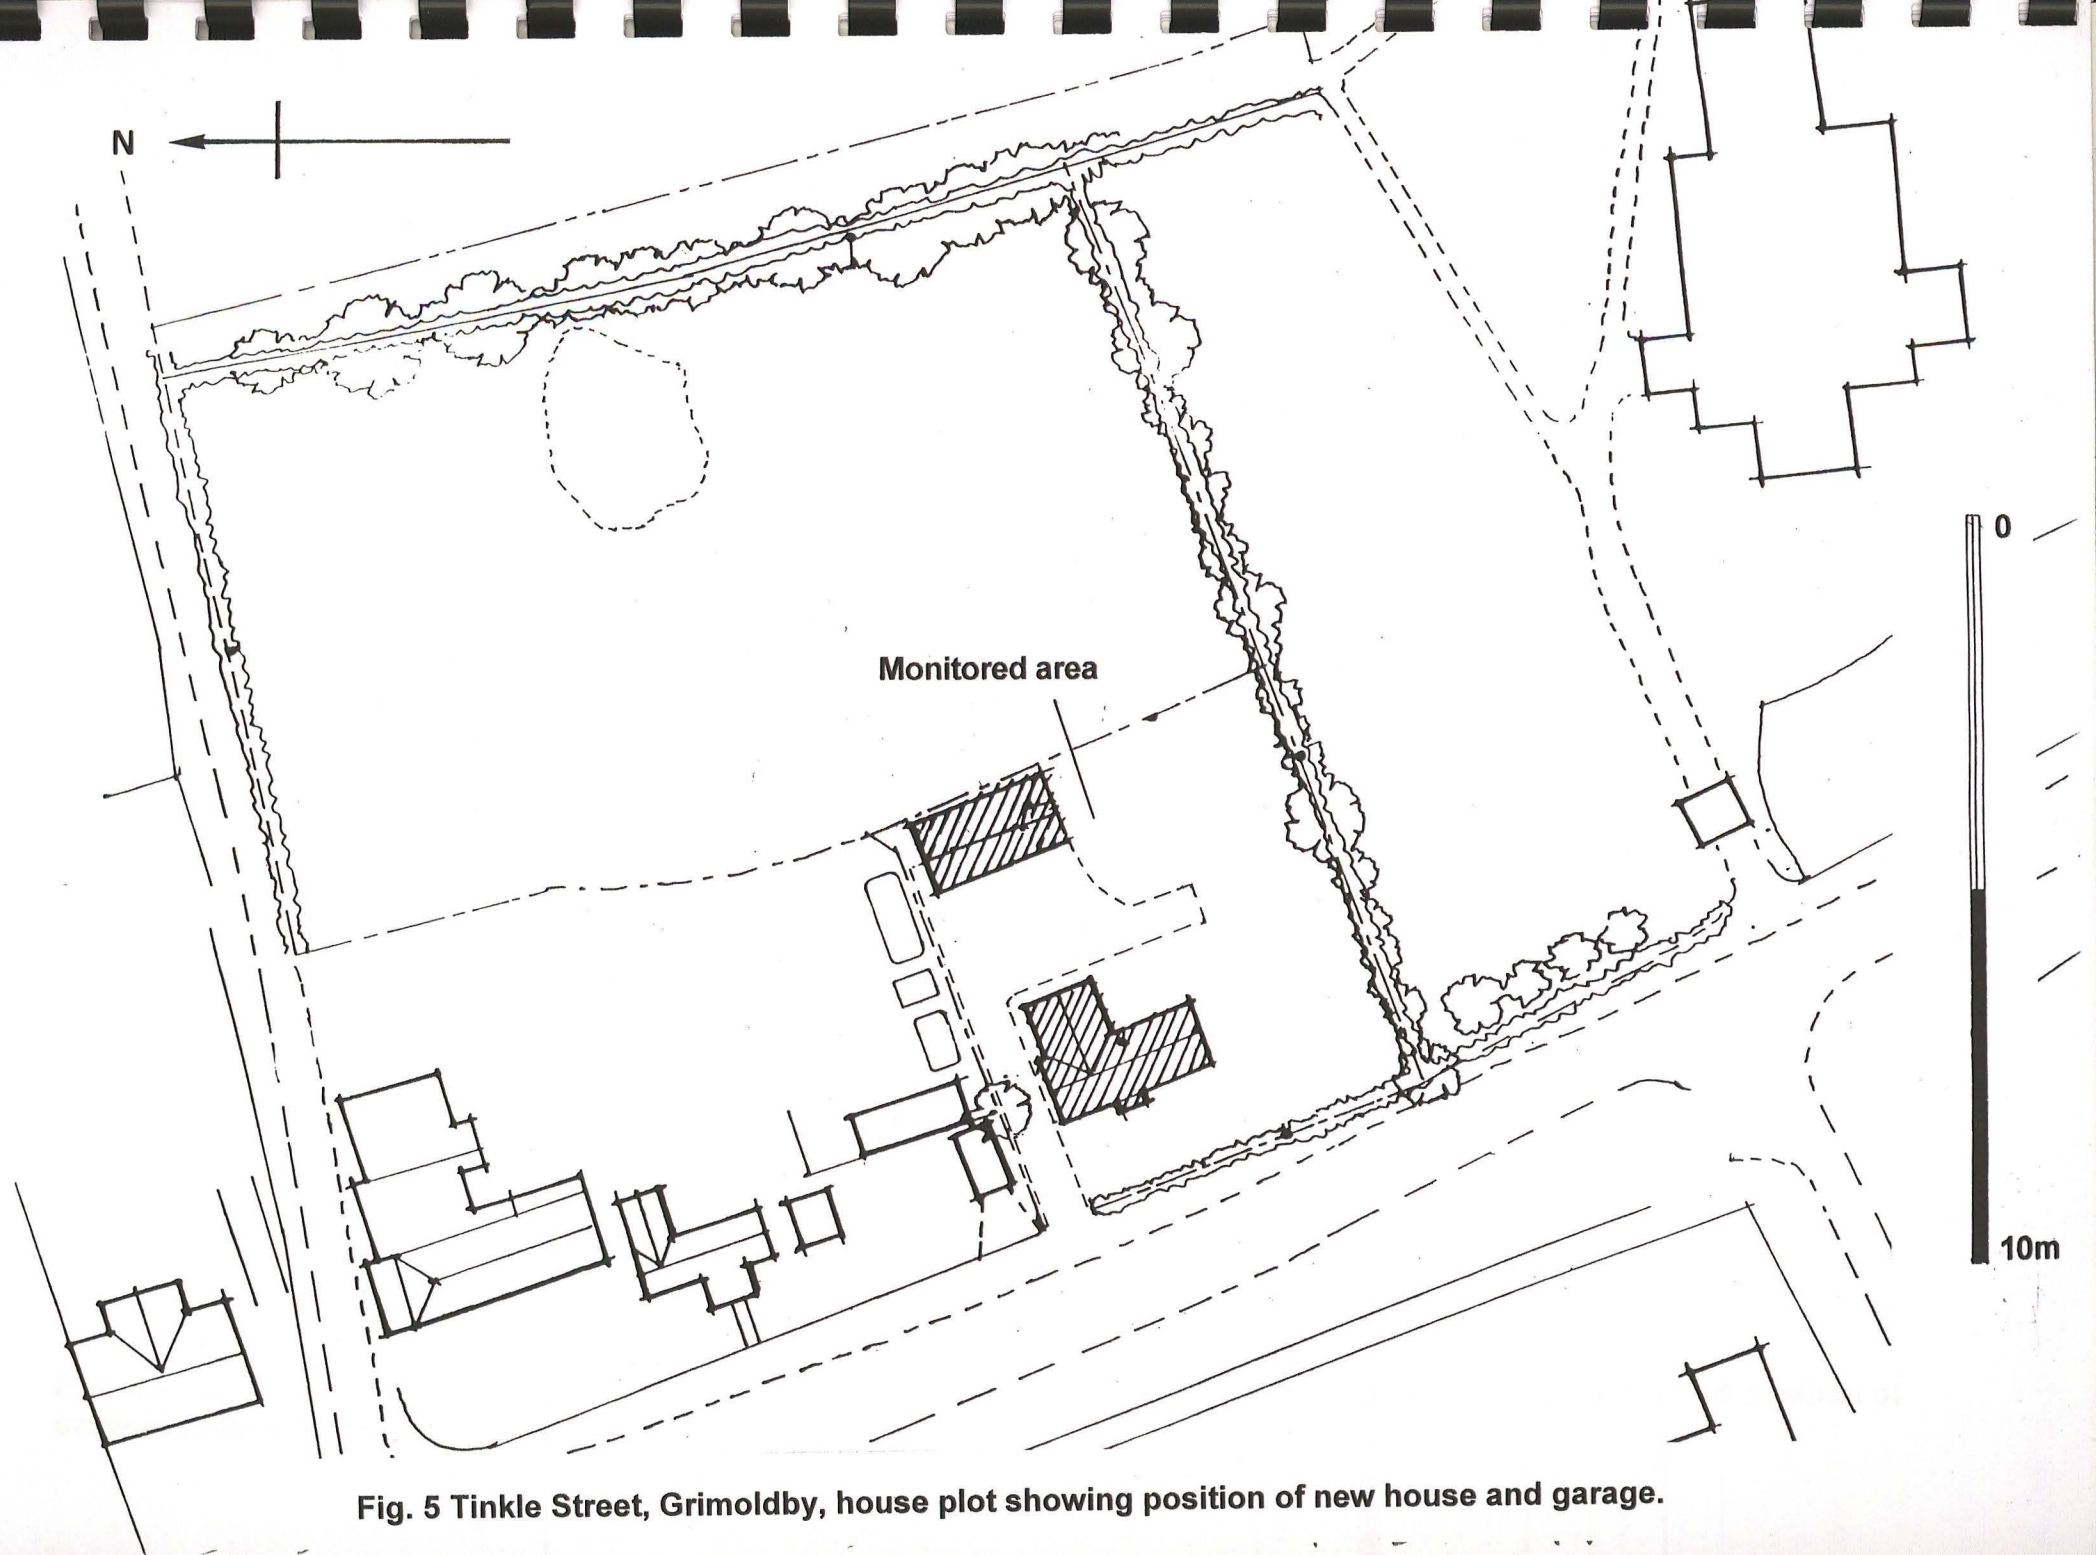 N
0
Monitored area
10m
Fig. 5 Tinkle Street, Grimoldby, house plot showing position of new house and garage.